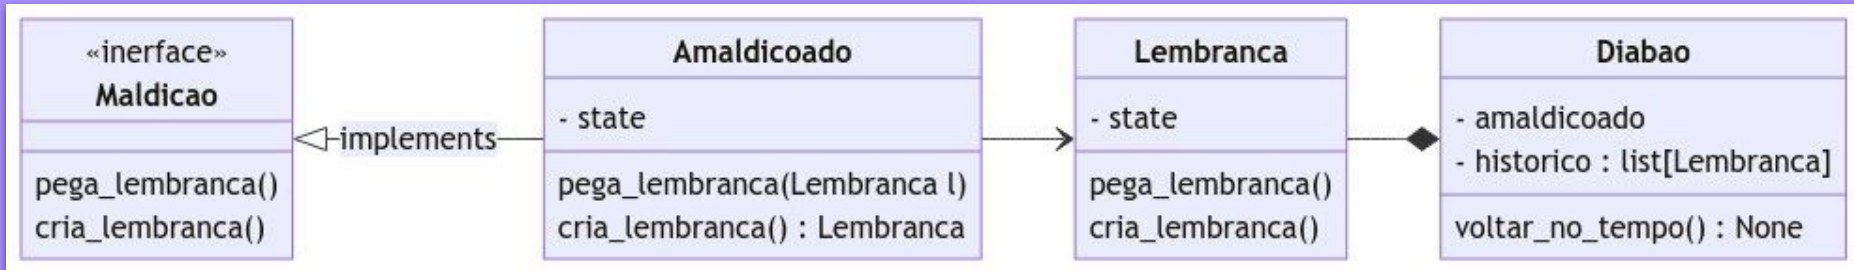 «inerface»
Maldicao
pega_lembranca()
cria_lembranca()
implements
Amaldicoado
- state
pega_lembranca(Lembranca l)
cria_lembranca() : Lembranca
Lembranca
- state
pega_lembranca()
cria_lembranca()
Diabao
- amaldicoado
- historico : list[Lembranca]
voltar_no_tempo() : None